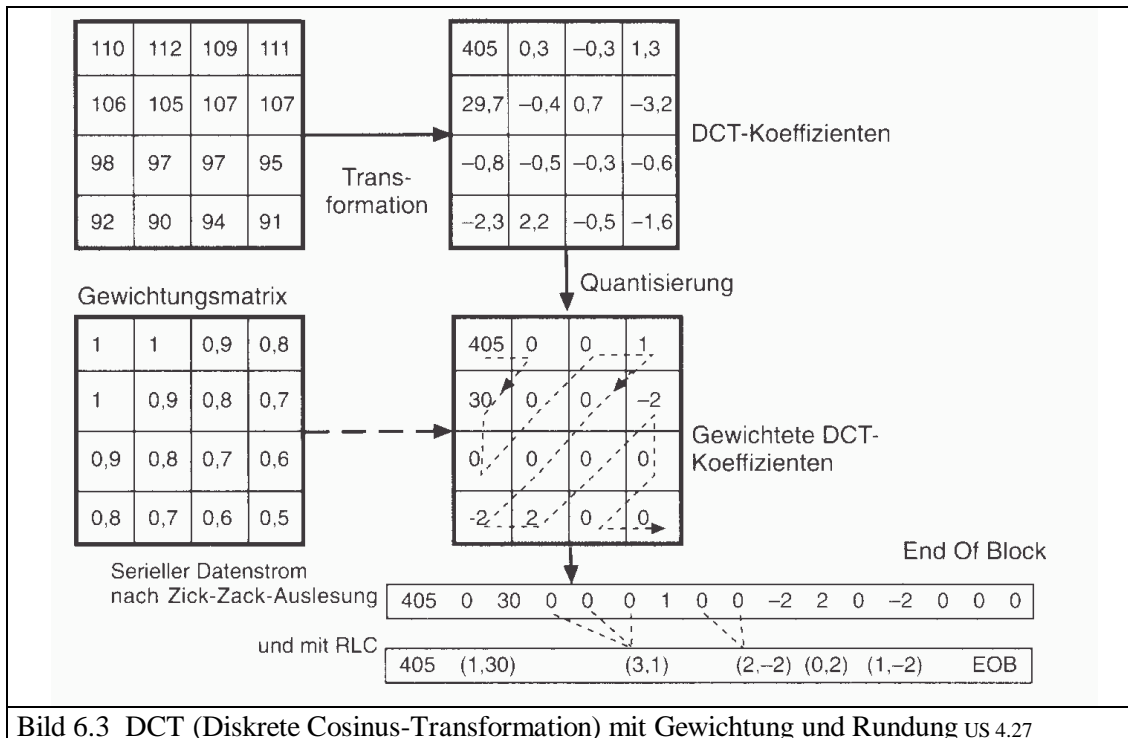 110 112 109 111
106 105 107 107
98 97 97 95
92 90 94 91
Trans-
formation
405 0,3 –0,3 1,3
29,7 –0,4 0,7 –3,2
–0,8 –0,5 –0,3 –0,6
–2,3 2,2 –0,5 –1,6
DCT-Koeffizienten
Quantisierung
Gewichtungsmatrix
1 1 0,9 0,8
1 0,9 0,8 0,7
0,9 0,8 0,7 0,6
0,8 0,7 0,6 0,5
405 0 0 1
30 0 0 –2
0 0 0 0
-2 2 0 0
Gewichtete DCT-
Koeffizienten
End Of Block
Serieller Datenstrom
nach Zick-Zack-Auslesung
405 0 30 0 0 0 1 0 0 –2 2 0 –2 0 0 0
und mit RLC
405 (1,30) (3,1) (2,–2) (0,2) (1,–2) EOB
Bild 6.3 DCT (Diskrete Cosinus-Transformation) mit Gewichtung und Rundung US 4.27